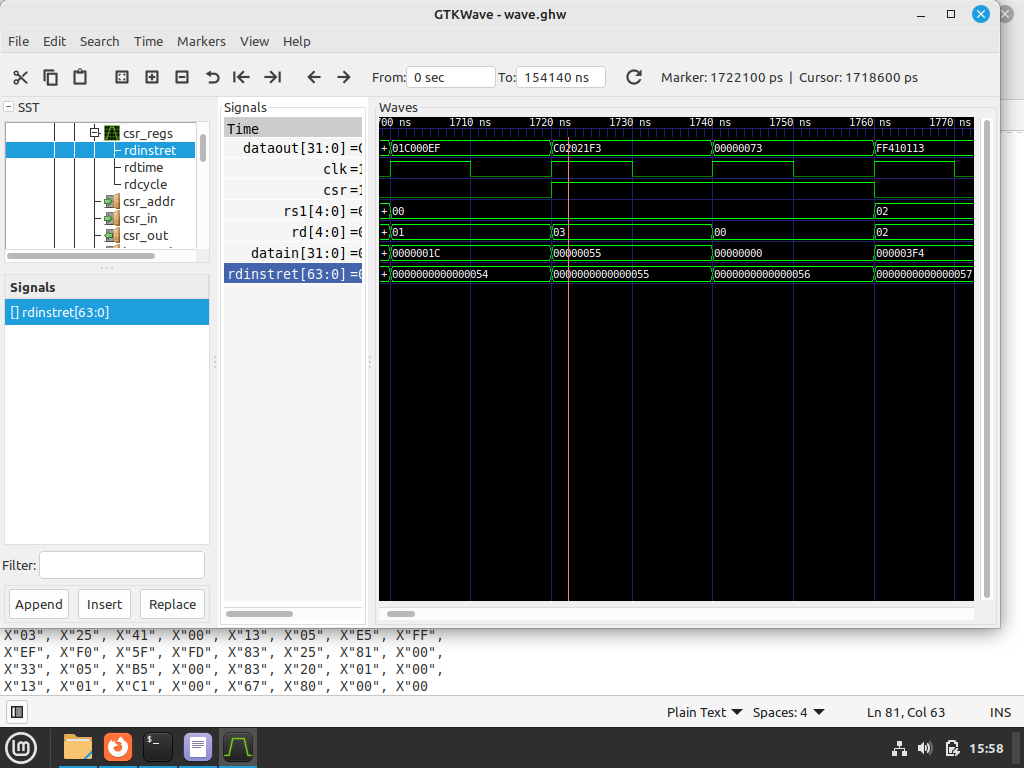 GTKWave - wave.ghw
File Edit Search Time Markers View Help
From: 0 sec To: 154140 ns Marker: 1722100 ps | Cursor: 1718600 ps
SST
csr_regs
rdinstret
rdtime
rdcycle
csr_addr
csr_in
csr_out
Signals
[] rdinstret[63:0]
Filter:
Append Insert Replace
Signals
Time
dataout[31:0] =
clk=1
csr =1
rs1[4:0] =
rd[4:0] =
datain[31:0] =
rdinstret[63:0] =
Waves
700 ns 1710 ns 1720 ns 1730 ns 1740 ns 1750 ns 1760 ns 1770 ns
+ 01C000EF C02021F3 00000073 FF410113
+ 00 02
+ 01 03 00 02
+ 0000001C 00000055 00000000 000003F4
+ 0000000000000054 0000000000000055 0000000000000056 0000000000000057
X"03", X"25", X"41", X"00", X"13", X"05", X"E5", X"FF",
X"EF", X"F0", X"5F", X"FD", X"83", X"25", X"81", X"00",
X"33", X"05", X"B5", X"00", X"83", X"20", X"01", X"00",
X"13", X"01", X"C1", X"00", X"67", X"80", X"00", X"00
Plain Text Spaces: 4 Ln 81, Col 63 INS
15:58